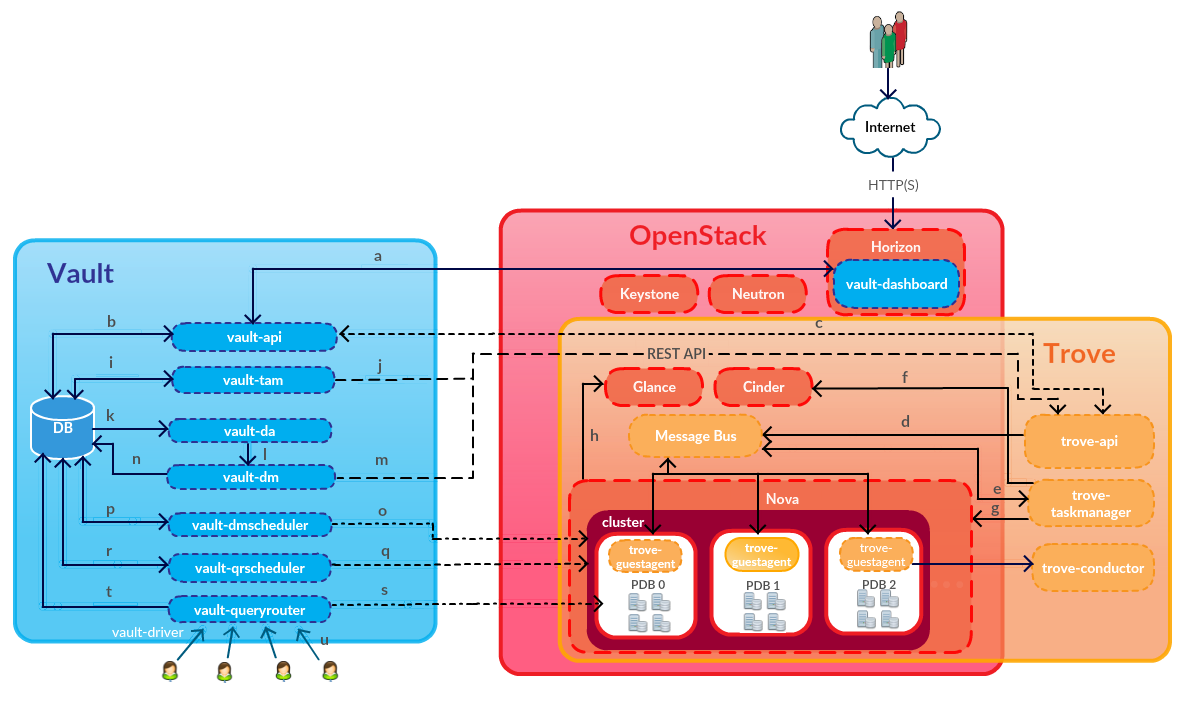 Internet
HTTP(S)
OpenStack
Horizon
vault-dashboard
Keystone
Neutron
Vault
a
b
vault-api
c
REST API
Trove
i
vault-tam
j
Glance
Cinder
f
DB
k
vault-da
l
h
Message Bus
d
trove-api
n
vault-dm
m
e
trove-
taskmanager
g
Nova
p
vault-dmscheduler
o
cluster
trove-
guestagent
PDB 0
trove-
guestagent
PDB 1
trove-
guestagent
PDB 2
trove-conductor
r
vault-qrscheduler
q
t
vault-queryrouter
s
vault-driver
u